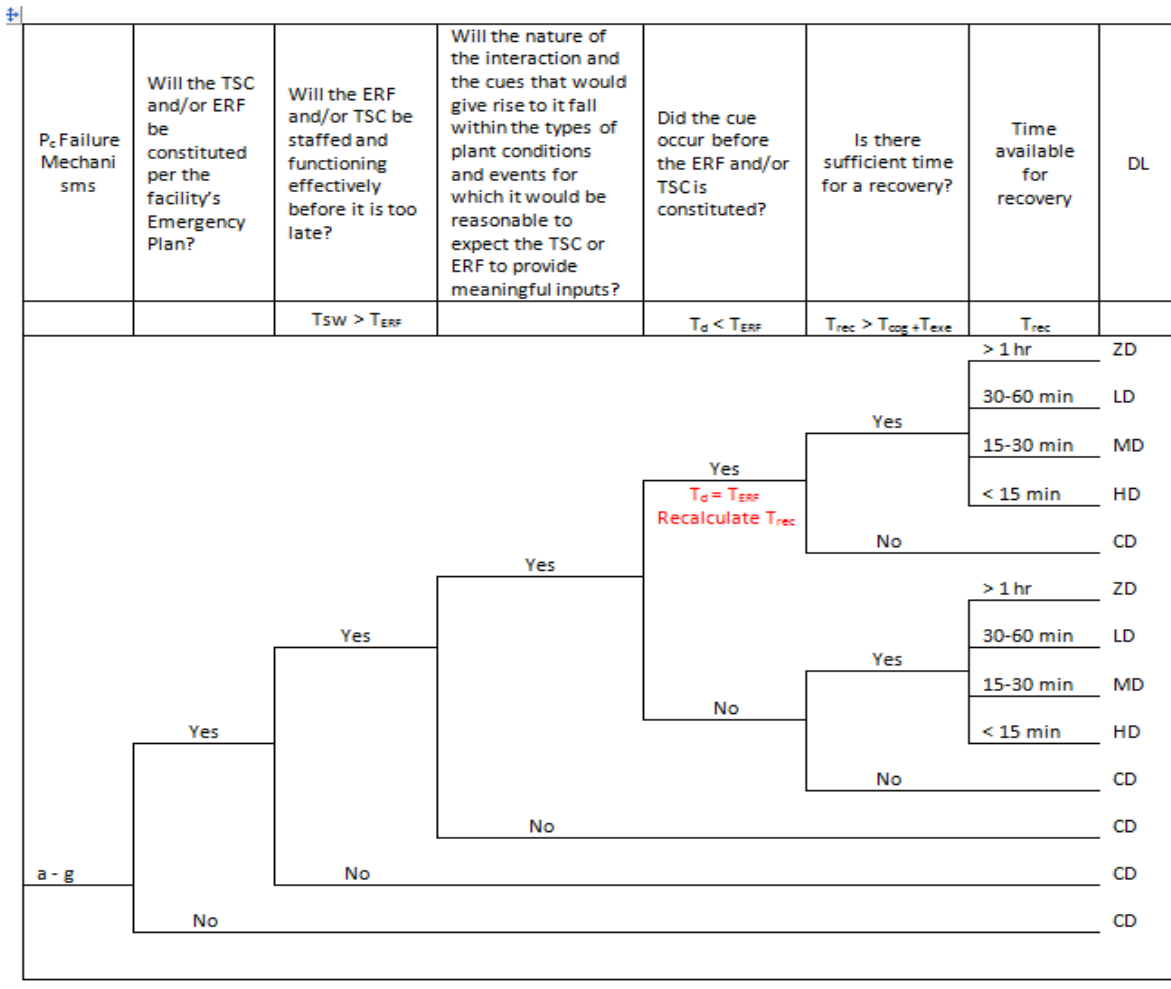 PcFailure
Mechani
sms
Will the TSC
and/or ERF
be
constituted
per the
facility's
Emergency
Plan?
Will the ERF
and/or TSC be
staffed and
functioning
effectively
before it is too
late?
Will the nature of
the interaction and
the cues that would
give rise to it fall
within the types of
plant conditions
and events for
which it would be
reasonable to
expect the TSC or
ERF to provide
meaningful inputs?
Did the cue
occur before
the ERF and/or
TSC is
constituted?
Is there
sufficient time
for a recovery?
Time
available
for
recovery
DL
Tsw > TERF
Td < TERF
Trec > Tcog +Texe
Trec
> 1 hr ZD
30-60 min LD
Yes
15-30 min MD
Yes
Td = TERF
< 15 min HD
Recalculate Trec
No CD
Yes
> 1 hr ZD
Yes
30-60 min LD
Yes
15-30 min MD
No
Yes
< 15 min HD
No CD
No CD
a - g
No CD
No CD